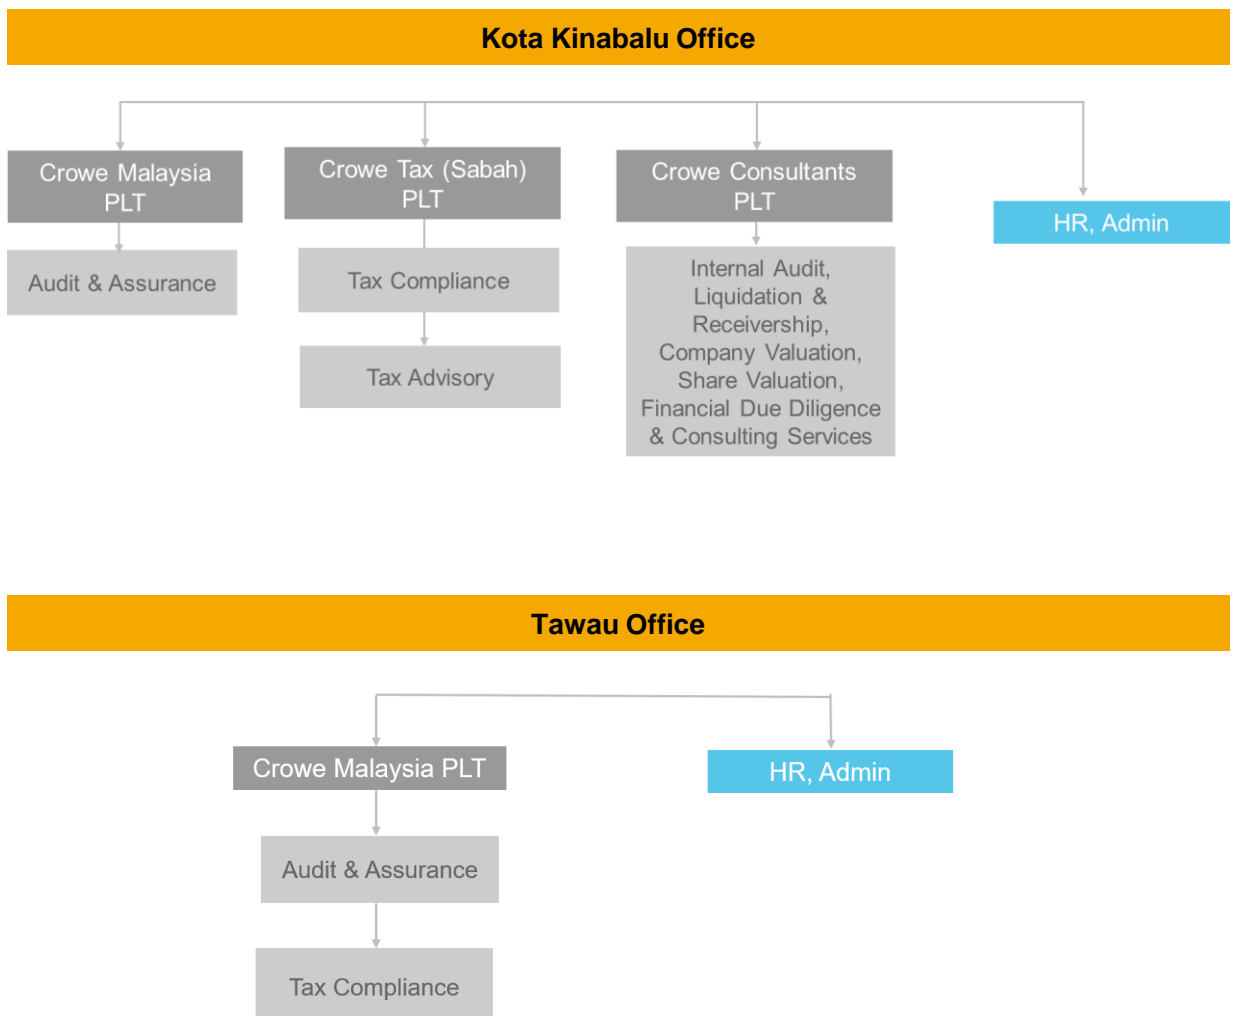 Kota Kinabalu Office
Crowe Malaysia
PLT
Crowe Tax (Sabah)
PLT
Crowe Consultants
PLT
HR, Admin
Audit & Assurance
Tax Compliance
Tax Advisory
Internal Audit,
Liquidation &
Receivership,
Company Valuation,
Share Valuation,
Financial Due Diligence
& Consulting Services
Tawau Office
Crowe Malaysia PLT
HR, Admin
Audit & Assurance
Tax Compliance